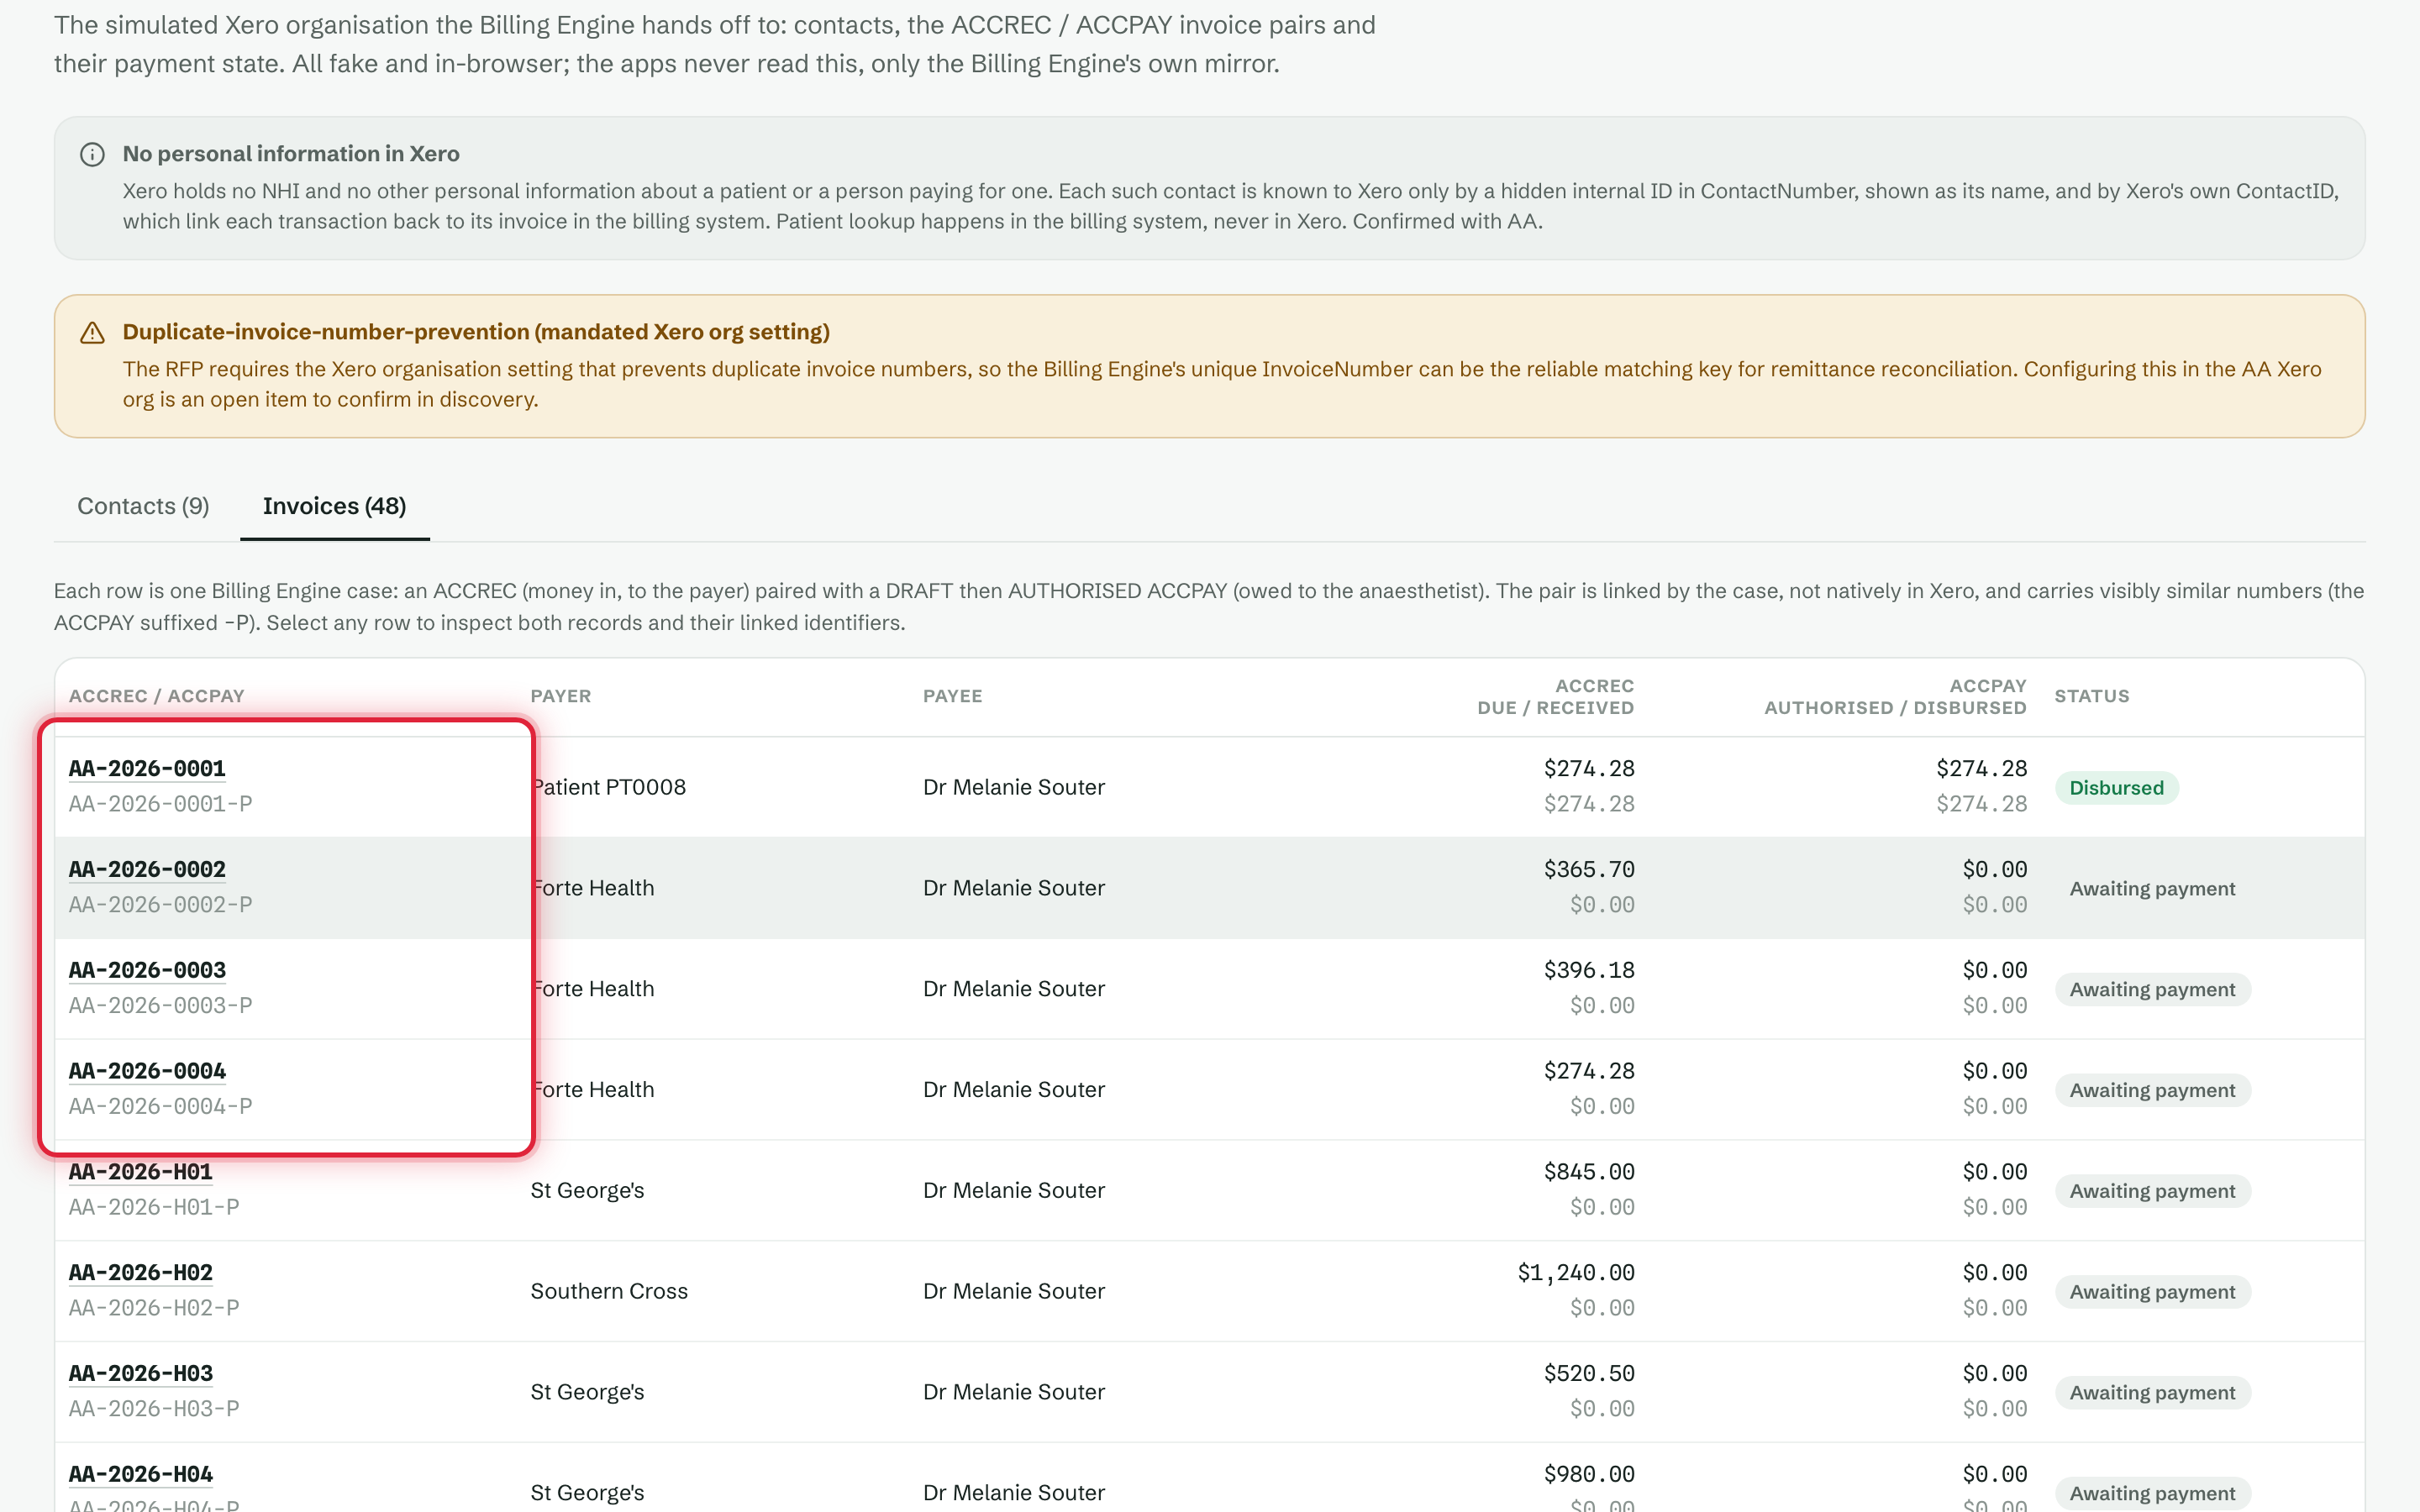 The simulated Xero organisation the Billing Engine hands off to: contacts, the ACCREC / ACCPAY invoice pairs and
their payment state. All fake and in-browser; the apps never read this, only the Billing Engine's own mirror.
No personal information in Xero
Xero holds no NHI and no other personal information about a patient or a person paying for one. Each such contact is known to Xero only by a hidden internal ID in ContactNumber, shown as its name, and by Xero's own ContactID,
which link each transaction back to its invoice in the billing system. Patient lookup happens in the billing system, never in Xero. Confirmed with AA.
Duplicate-invoice-number-prevention (mandated Xero org setting)
The RFP requires the Xero organisation setting that prevents duplicate invoice numbers, so the Billing Engine's unique InvoiceNumber can be the reliable matching key for remittance reconciliation. Configuring this in the AA Xero
org is an open item to confirm in discovery.
Contacts (9) Invoices (48)
Each row is one Billing Engine case: an ACCREC (money in, to the payer) paired with a DRAFT then AUTHORISED ACCPAY (owed to the anaesthetist). The pair is linked by the case, not natively in Xero, and carries visibly similar numbers (the
ACCPAY suffixed -P). Select any row to inspect both records and their linked identifiers.
ACCREC / ACCPAY PAYER PAYEE ACCREC DUE / RECEIVED ACCPAY AUTHORISED / DISBURSED STATUS
AA-2026-0001 Patient PT0008 Dr Melanie Souter $274.28 $274.28 Disbursed
AA-2026-0001-P $274.28 $274.28
AA-2026-0002 Forte Health Dr Melanie Souter $365.70 $0.00 Awaiting payment
AA-2026-0002-P $0.00 $0.00
AA-2026-0003 Forte Health Dr Melanie Souter $396.18 $0.00 Awaiting payment
AA-2026-0003-P $0.00 $0.00
AA-2026-0004 Forte Health Dr Melanie Souter $274.28 $0.00 Awaiting payment
AA-2026-0004-P $0.00 $0.00
AA-2026-H01 St George's Dr Melanie Souter $845.00 $0.00 Awaiting payment
AA-2026-H01-P $0.00 $0.00
AA-2026-H02 Southern Cross Dr Melanie Souter $1,240.00 $0.00 Awaiting payment
AA-2026-H02-P $0.00 $0.00
AA-2026-H03 St George's Dr Melanie Souter $520.50 $0.00 Awaiting payment
AA-2026-H03-P $0.00 $0.00
AA-2026-H04 St George's Dr Melanie Souter $980.00 $0.00 Awaiting payment
AA-2026-H04-P $0.00 $0.00